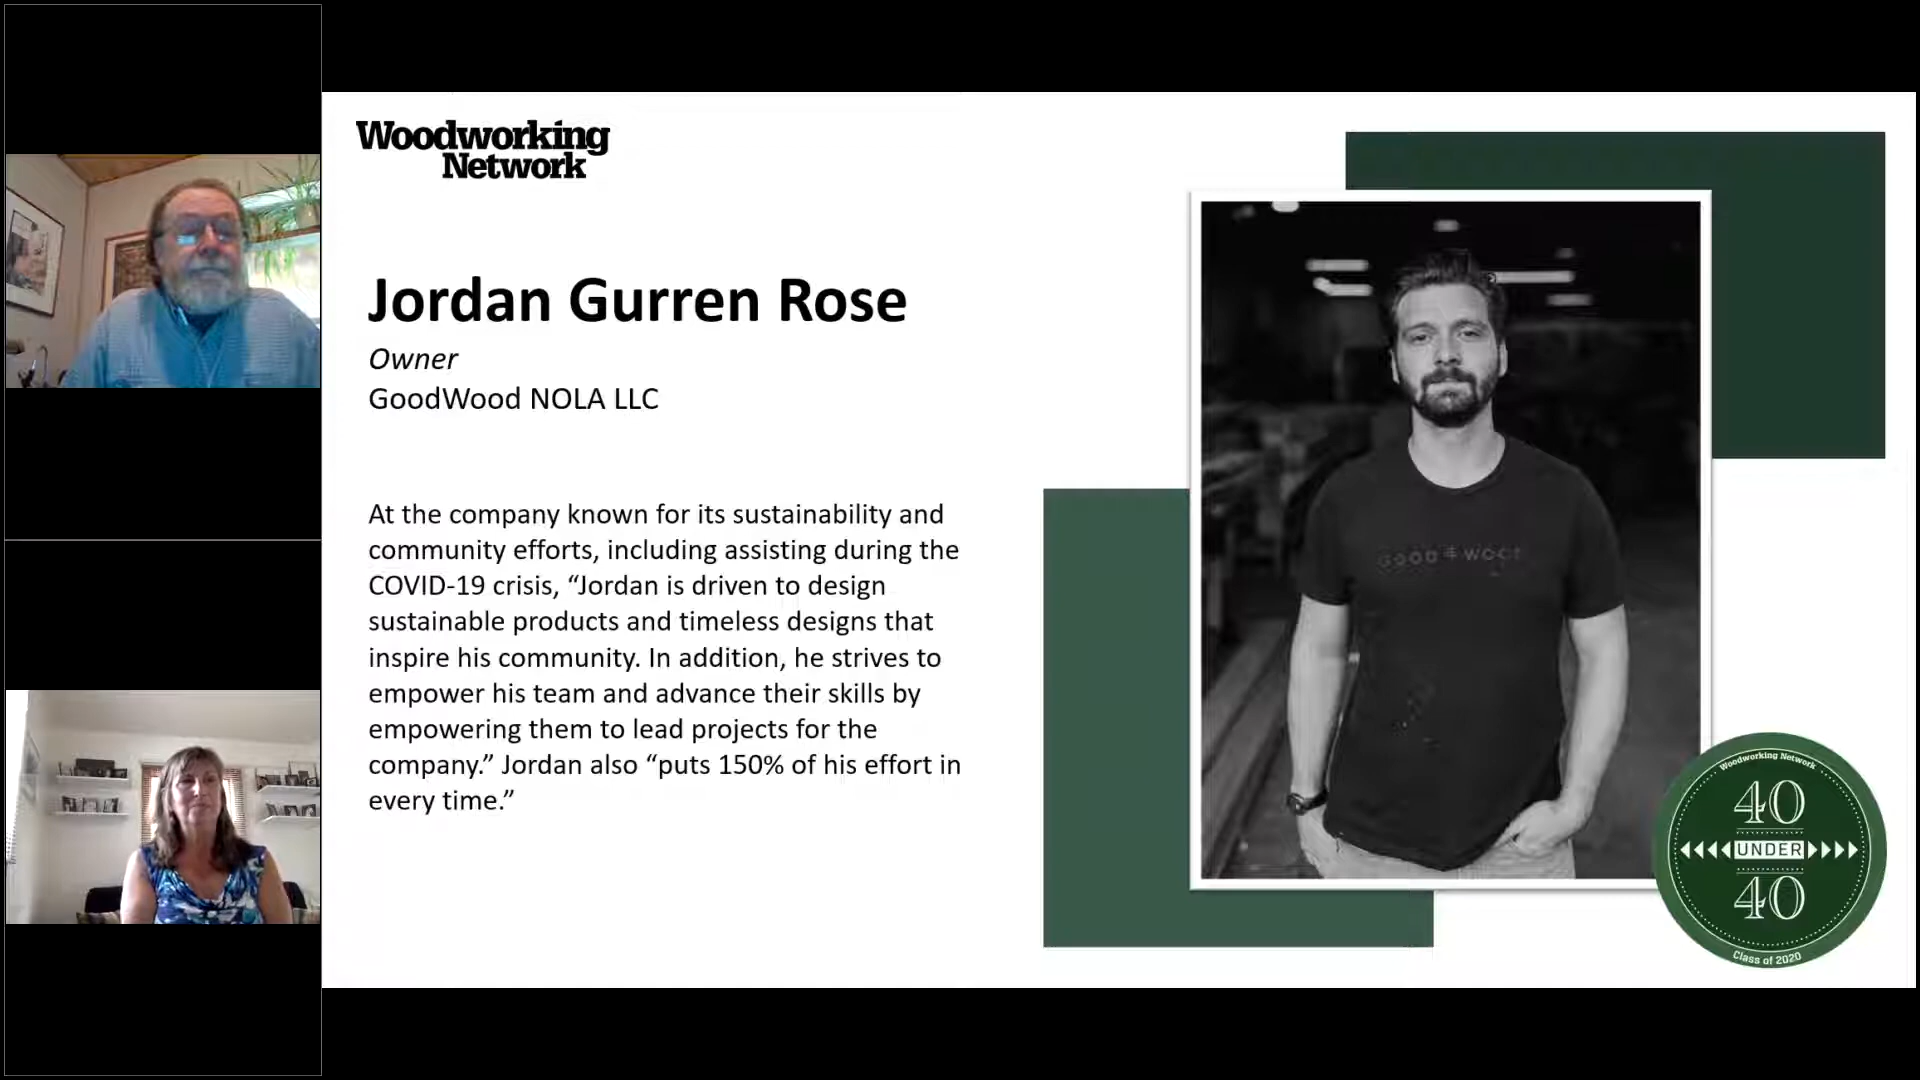 Woodworking
Network
Jordan Gurren Rose
Owner
GoodWood NOLA LLC
At the company known for its sustainability and
community efforts, including assisting during the
COVID-19 crisis, “Jordan is driven to design
sustainable products and timeless designs that
inspire his community. In addition, he strives to
empower his team and advance their skills by
empowering them to lead projects for the
company.” Jordan also “puts 150% of his effort in
every time.”
GOOD WOOD
Woodworking Network
40
UNDER
40
Class of 2020